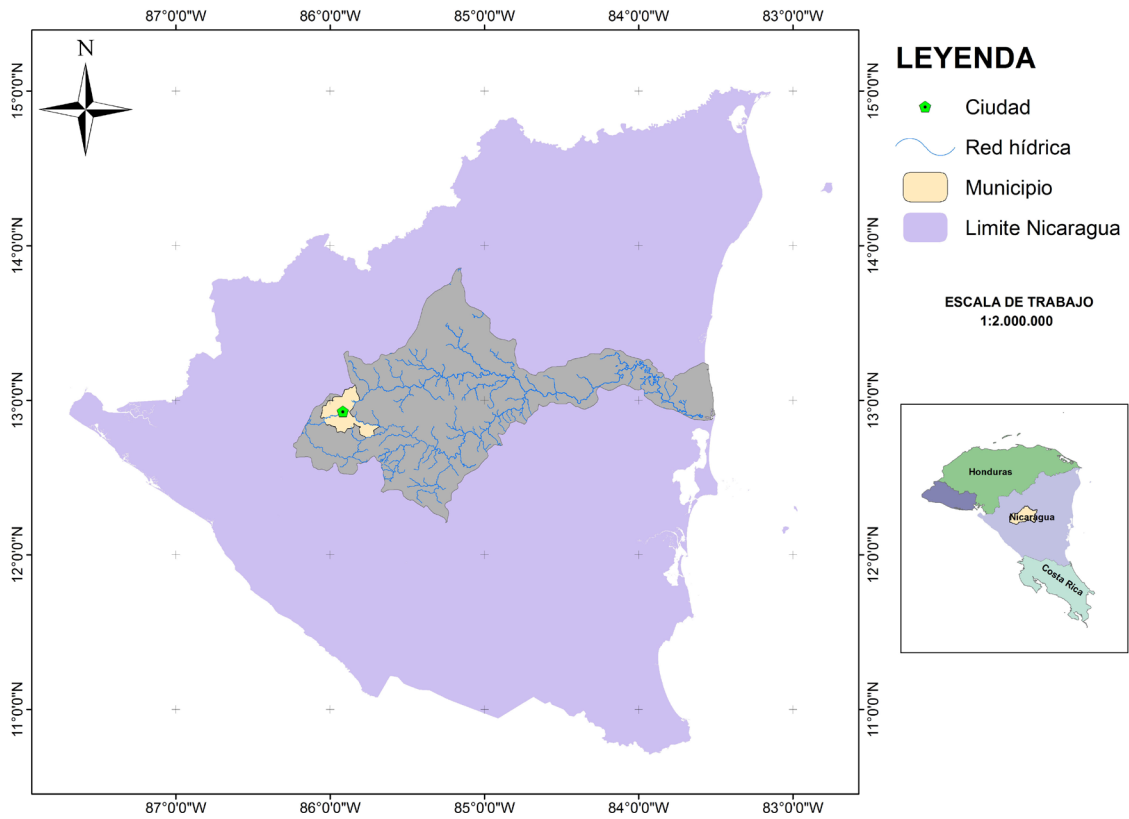 87°0'0"W 86°0'0"W 85°0'0"W 84°0'0"W 83°0'0"W
N
15°0'0"N
14°0'0"N
13°0'0"N
12°0'0"N
11°0'0"N
15°0'0"N
14°0'0"N
13°0'0"N
12°0'0"N
11°0'0"N
87°0'0"W 86°0'0"W 85°0'0"W 84°0'0"W 83°0'0"W
LEYENDA
Ciudad
Red hídrica
Municipio
Limite Nicaragua
ESCALA DE TRABAJO
1:2.000.000
Honduras
Nicaragua
Costa Rica